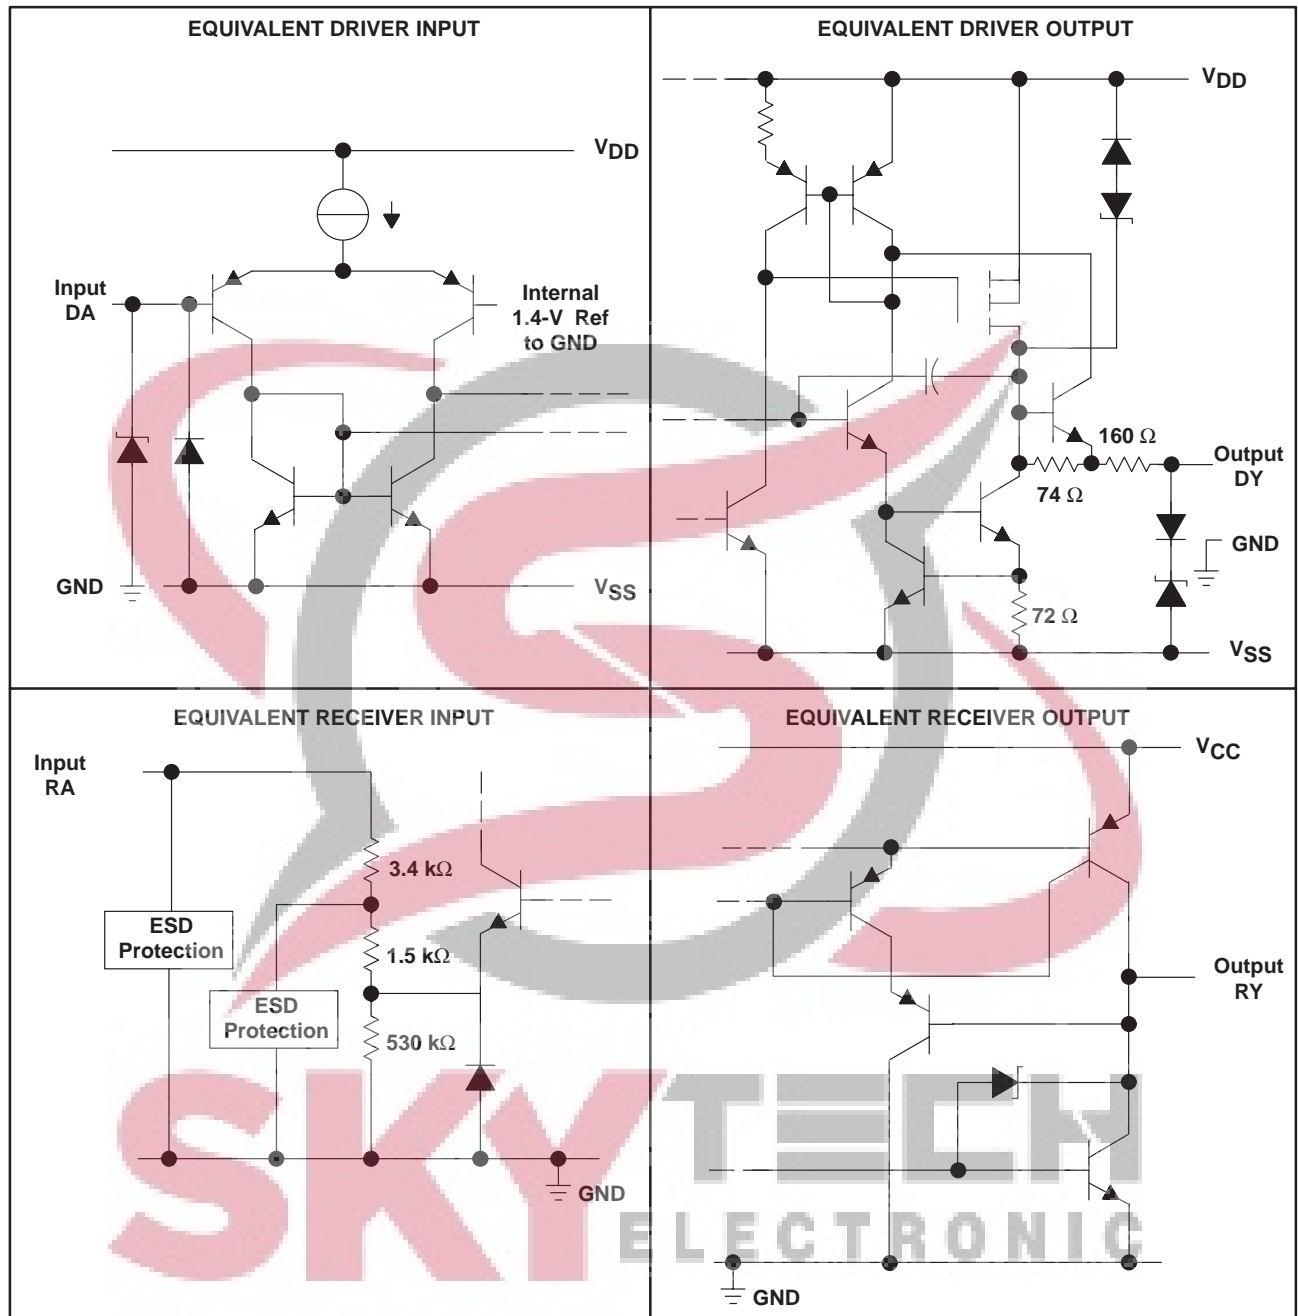 EQUIVALENT DRIVER INPUT
VDD
Input
DA
Internal
1.4-V Ref
to GND
GND
VSS
EQUIVALENT DRIVER OUTPUT
VDD
160 Ω
Output
DY
74 Ω
GND
72 Ω
VSS
EQUIVALENT RECEIVER INPUT
Input
RA
3.4 kΩ
ESD
Protection
1.5 kΩ
ESD
Protection
530 kΩ
GND
EQUIVALENT RECEIVER OUTPUT
VCC
Output
RY
GND
SKYTECH
ELECTRONIC